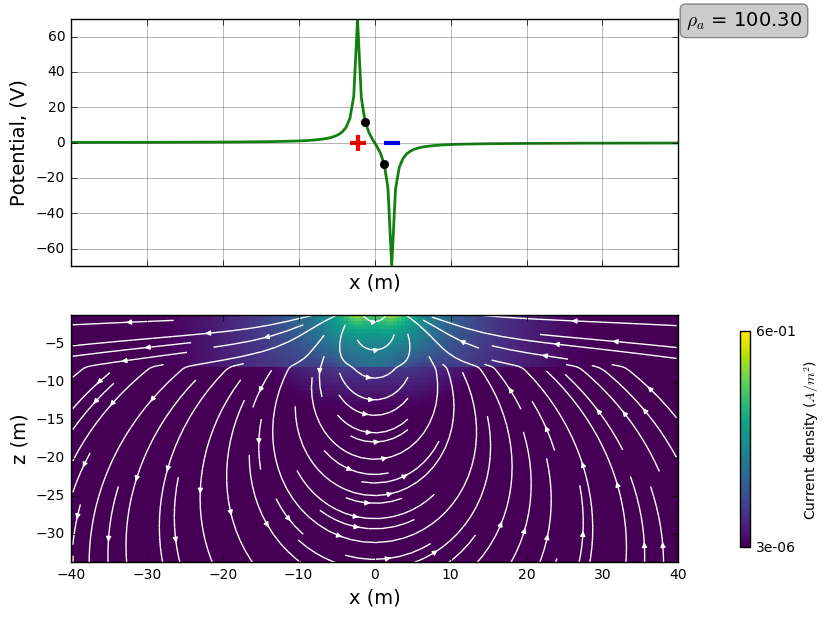 ρₐ = 100.30
60
40
20
0
−20
−40
−60
Potential, (V)
x (m)
−5
−10
−15
−20
−25
−30
z (m)
−40 −30 −20 −10 0 10 20 30 40
x (m)
6e-01
3e-06
Current density (A/m²)